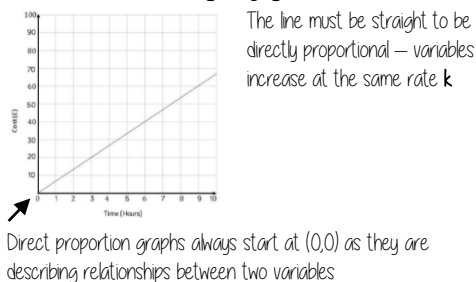 The line must be straight to be
directly proportional – variables
increase at the same rate k
100
90
80
70
60
50
40
30
20
10
Cost(£)
0 1 2 3 4 5 6 7 8 9 10
Time (Hours)
Direct proportion graphs always start at (0,0) as they are
describing relationships between two variables